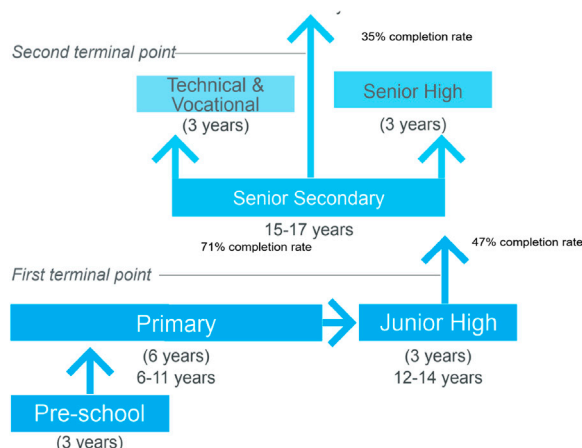 35% completion rate
Second terminal point
Technical &
Vocational
(3 years)
Senior High
(3 years)
Senior Secondary
15-17 years
71% completion rate
47% completion rate
First terminal point
Primary
(6 years)
6-11 years
Junior High
(3 years)
12-14 years
Pre-school
(3 years)